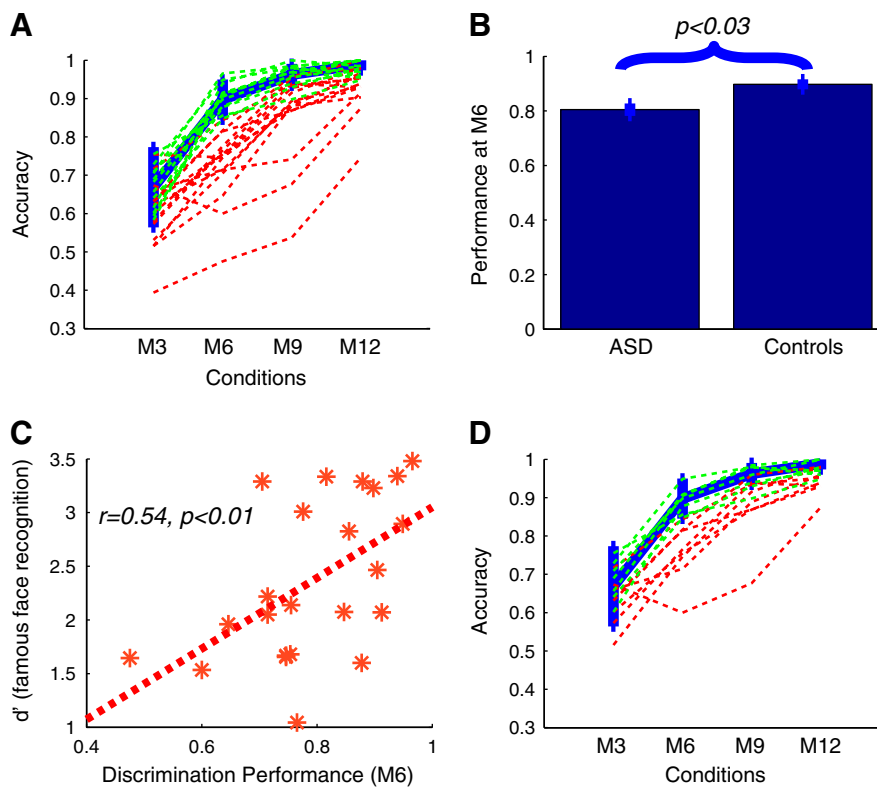 A
Accuracy
1
0.9
0.8
0.7
0.6
0.5
0.4
0.3
M3 M6 M9 M12
Conditions
B
p<0.03
Performance at M6
1
0.8
0.6
0.4
0.2
0
ASD Controls
C
d' (famous face recognition)
3.5
3
2.5
2
1.5
1
r=0.54, p<0.01
0.4 0.6 0.8 1
Discrimination Performance (M6)
D
Accuracy
1
0.9
0.8
0.7
0.6
0.5
0.4
0.3
M3 M6 M9 M12
Conditions